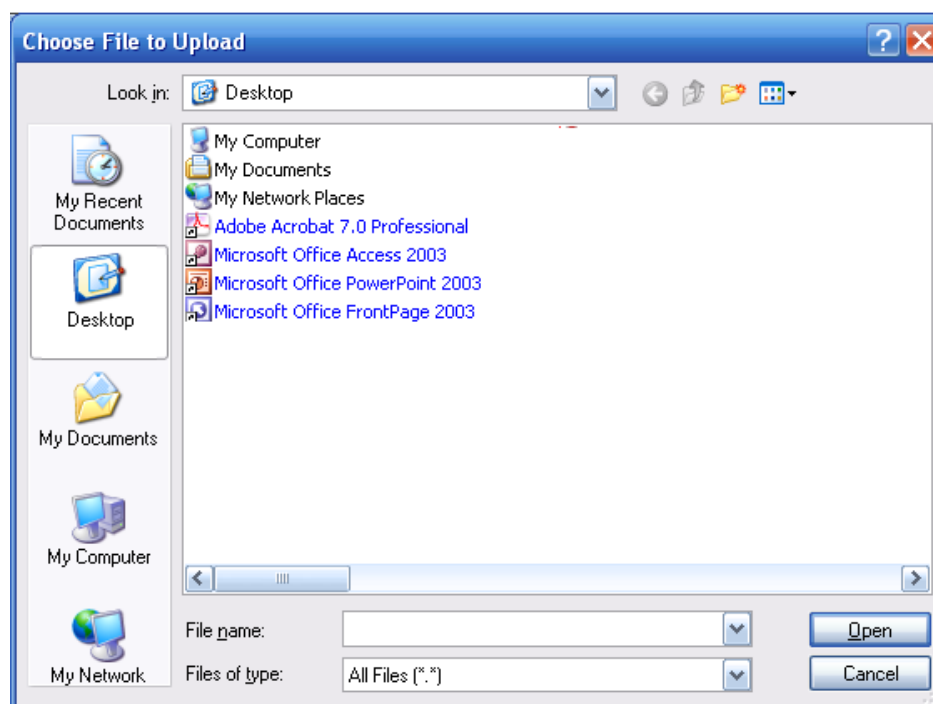 Choose File to Upload
Look in:
Desktop
My Recent
Documents
Desktop
My Documents
My Computer
My Network
My Computer
My Documents
My Network Places
Adobe Acrobat 7.0 Professional
Microsoft Office Access 2003
Microsoft Office PowerPoint 2003
Microsoft Office FrontPage 2003
File name:
Open
Files of type:
All Files (*.*)
Cancel